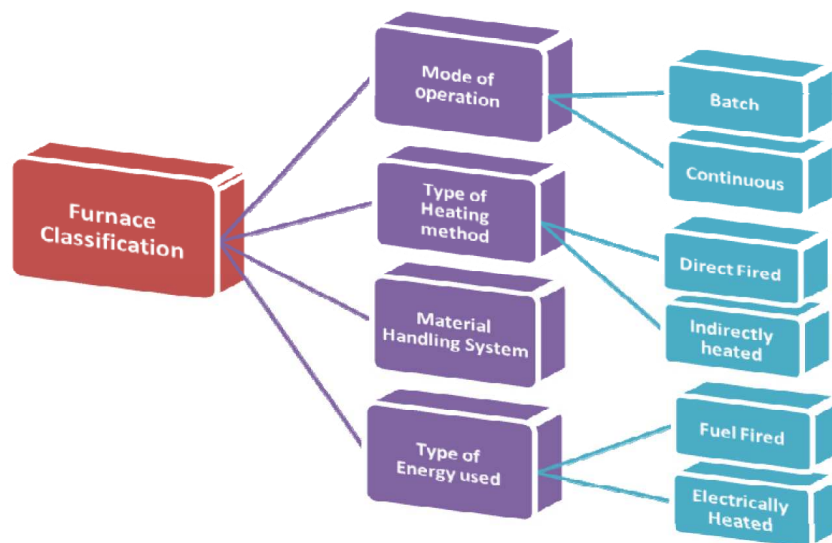 Furnace
Classification
Mode of
operation
Batch
Continuous
Type of
Heating
method
Direct Fired
Indirectly
heated
Material
Handling System
Type of
Energy used
Fuel Fired
Electrically
Heated